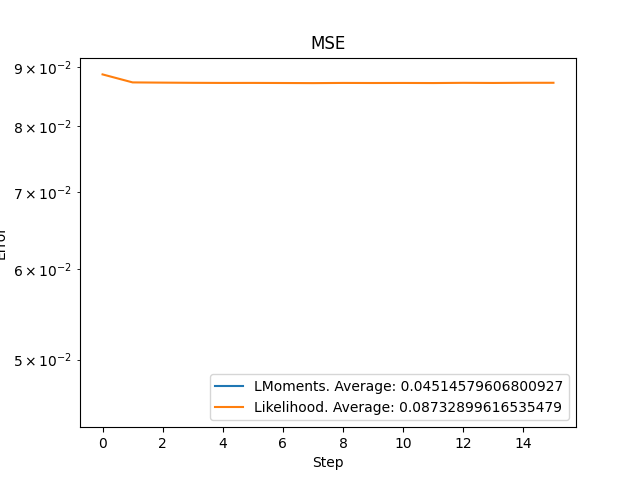 MSE
9 × 10⁻²
8 × 10⁻²
7 × 10⁻²
6 × 10⁻²
5 × 10⁻²
Error
LMoments. Average: 0.04514579606800927
Likelihood. Average: 0.08732899616535479
0 2 4 6 8 10 12 14
Step